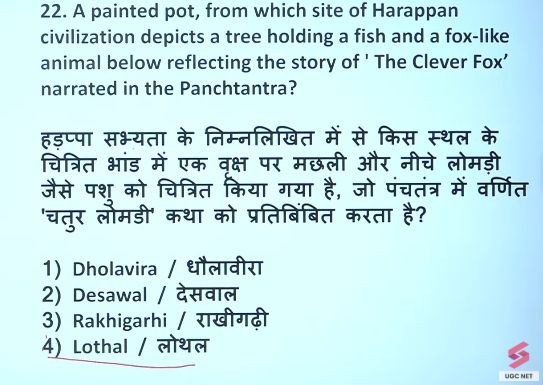 22. A painted pot, from which site of Harappan
civilization depicts a tree holding a fish and a fox-like
animal below reflecting the story of ' The Clever Fox’
narrated in the Panchtantra?
हड़प्पा सभ्यता के निम्नलिखित में से किस स्थल के
चित्रित भांड में एक वृक्ष पर मछली और नीचे लोमड़ी
जैसे पशु को चित्रित किया गया है, जो पंचतंत्र में वर्णित
'चतुर लोमडी' कथा को प्रतिबिंबित करता है?
1) Dholavira / धौलावीरा
2) Desawal / देसवाल
3) Rakhigarhi / राखीगढ़ी
4) Lothal / लोथल
UGC NET